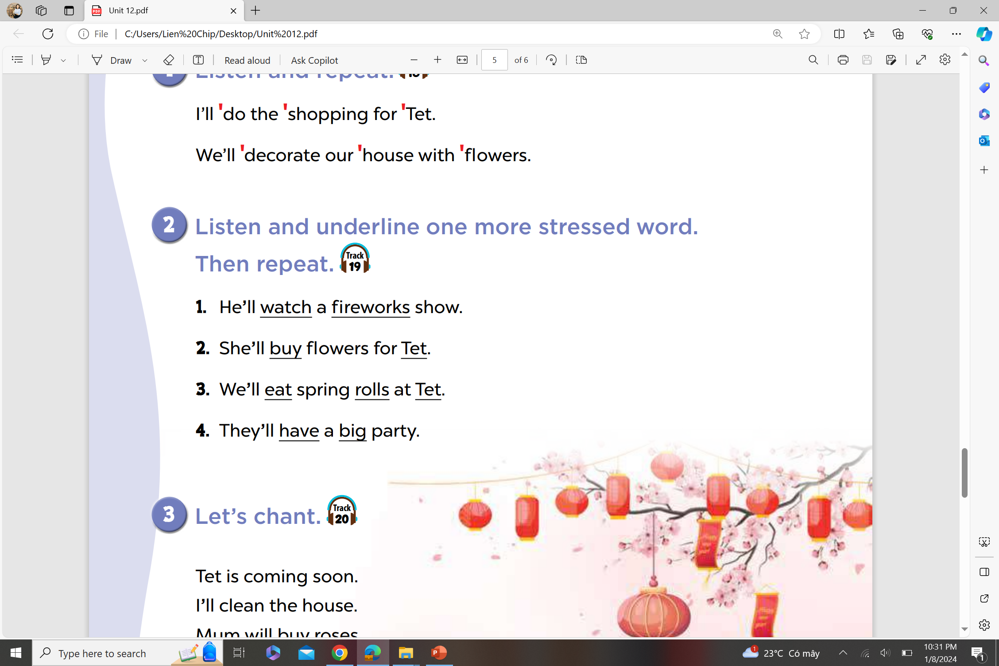 Unit 12.pdf
File C:/Users/Lien%20Chip/Desktop/Unit%2012.pdf
Draw Read aloud Ask Copilot 5 of 6
Listen and repeat.
I'll 'do the 'shopping for 'Tet.
We'll 'decorate our 'house with 'flowers.
2 Listen and underline one more stressed word.
Then repeat. Track 19
1. He'll watch a fireworks show.
2. She'll buy flowers for Tet.
3. We'll eat spring rolls at Tet.
4. They'll have a big party.
3 Let's chant. Track 20
Tet is coming soon.
I'll clean the house.
Mum will buy roses
Type here to search
1 23°C Có mây
10:31 PM
1/8/2024
1